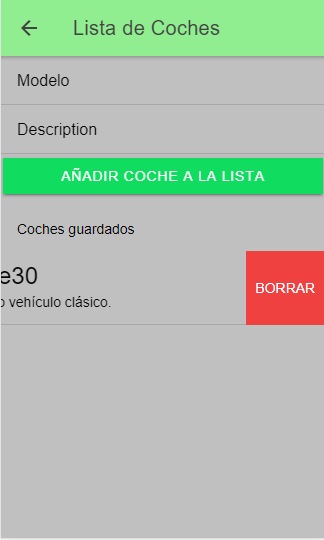 Lista de Coches
Modelo
Description
AÑADIR COCHE A LA LISTA
Coches guardados
e30
BORRAR
o vehículo clásico.